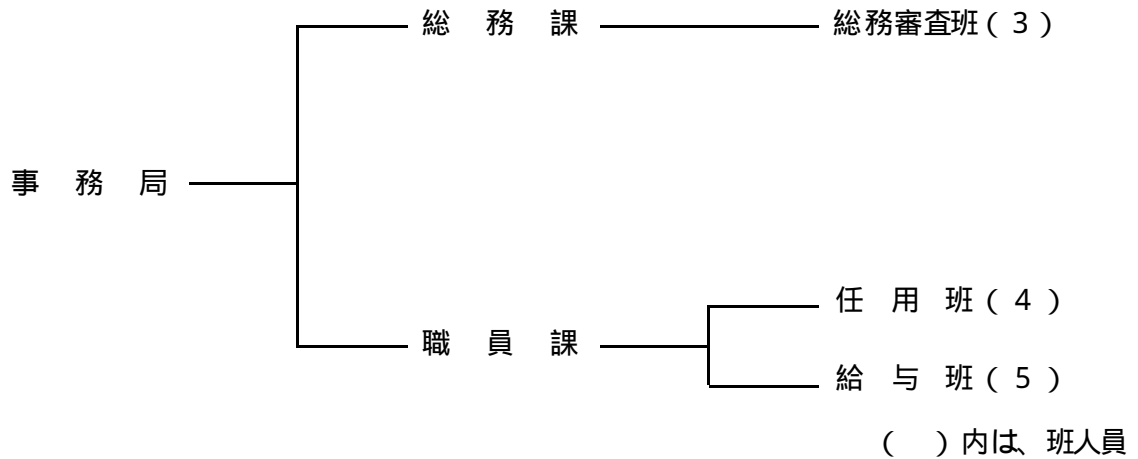 総務課 総務審査班(3)
事務局
任用班(4)
職員課
給与班(5)
( )内は、班人員